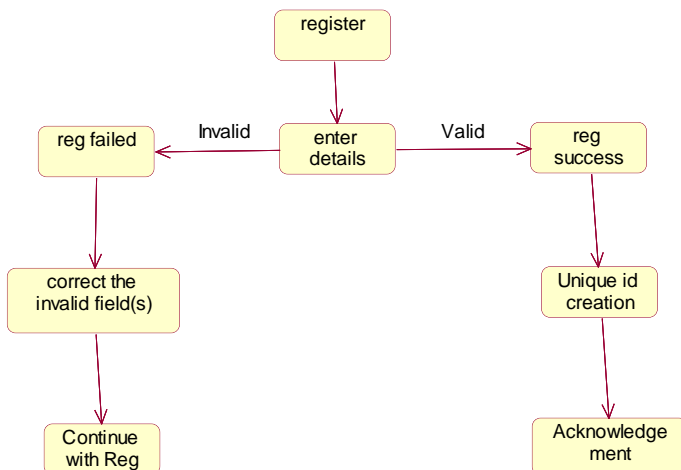 register
Invalid
Valid
reg failed
enter
details
reg
success
correct the
invalid field(s)
Unique id
creation
Continue
with Reg
Acknowledge
ment